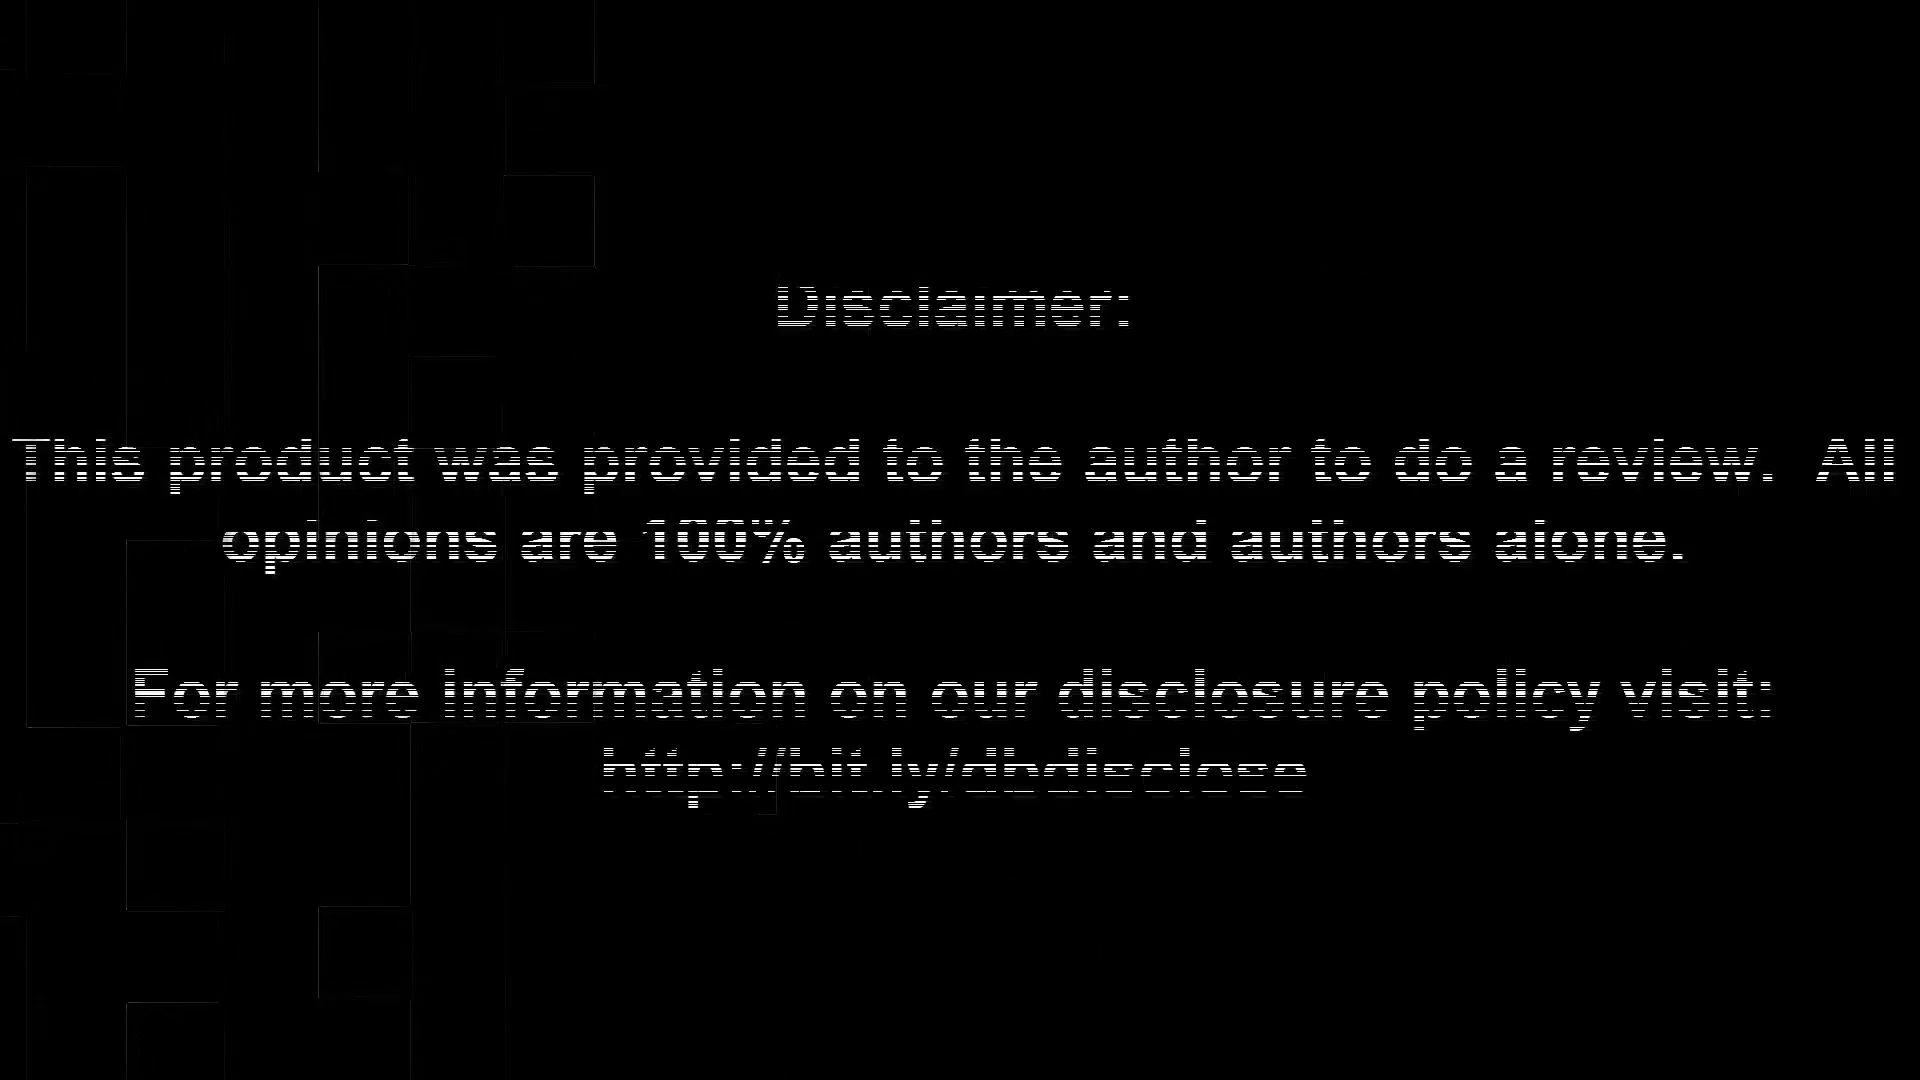 Disclaimer:
This product was provided to the author to do a review.  All
opinions are 100% authors and authors alone.
For more information on our disclosure policy visit:
http://bit.ly/dbdisclose